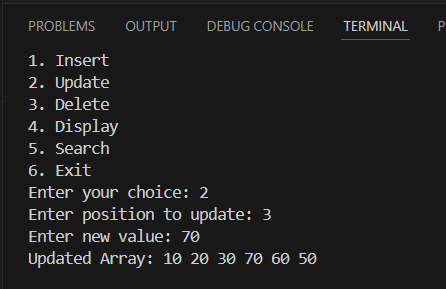 PROBLEMS OUTPUT DEBUG CONSOLE TERMINAL P
1. Insert
2. Update
3. Delete
4. Display
5. Search
6. Exit
Enter your choice: 2
Enter position to update: 3
Enter new value: 70
Updated Array: 10 20 30 70 60 50